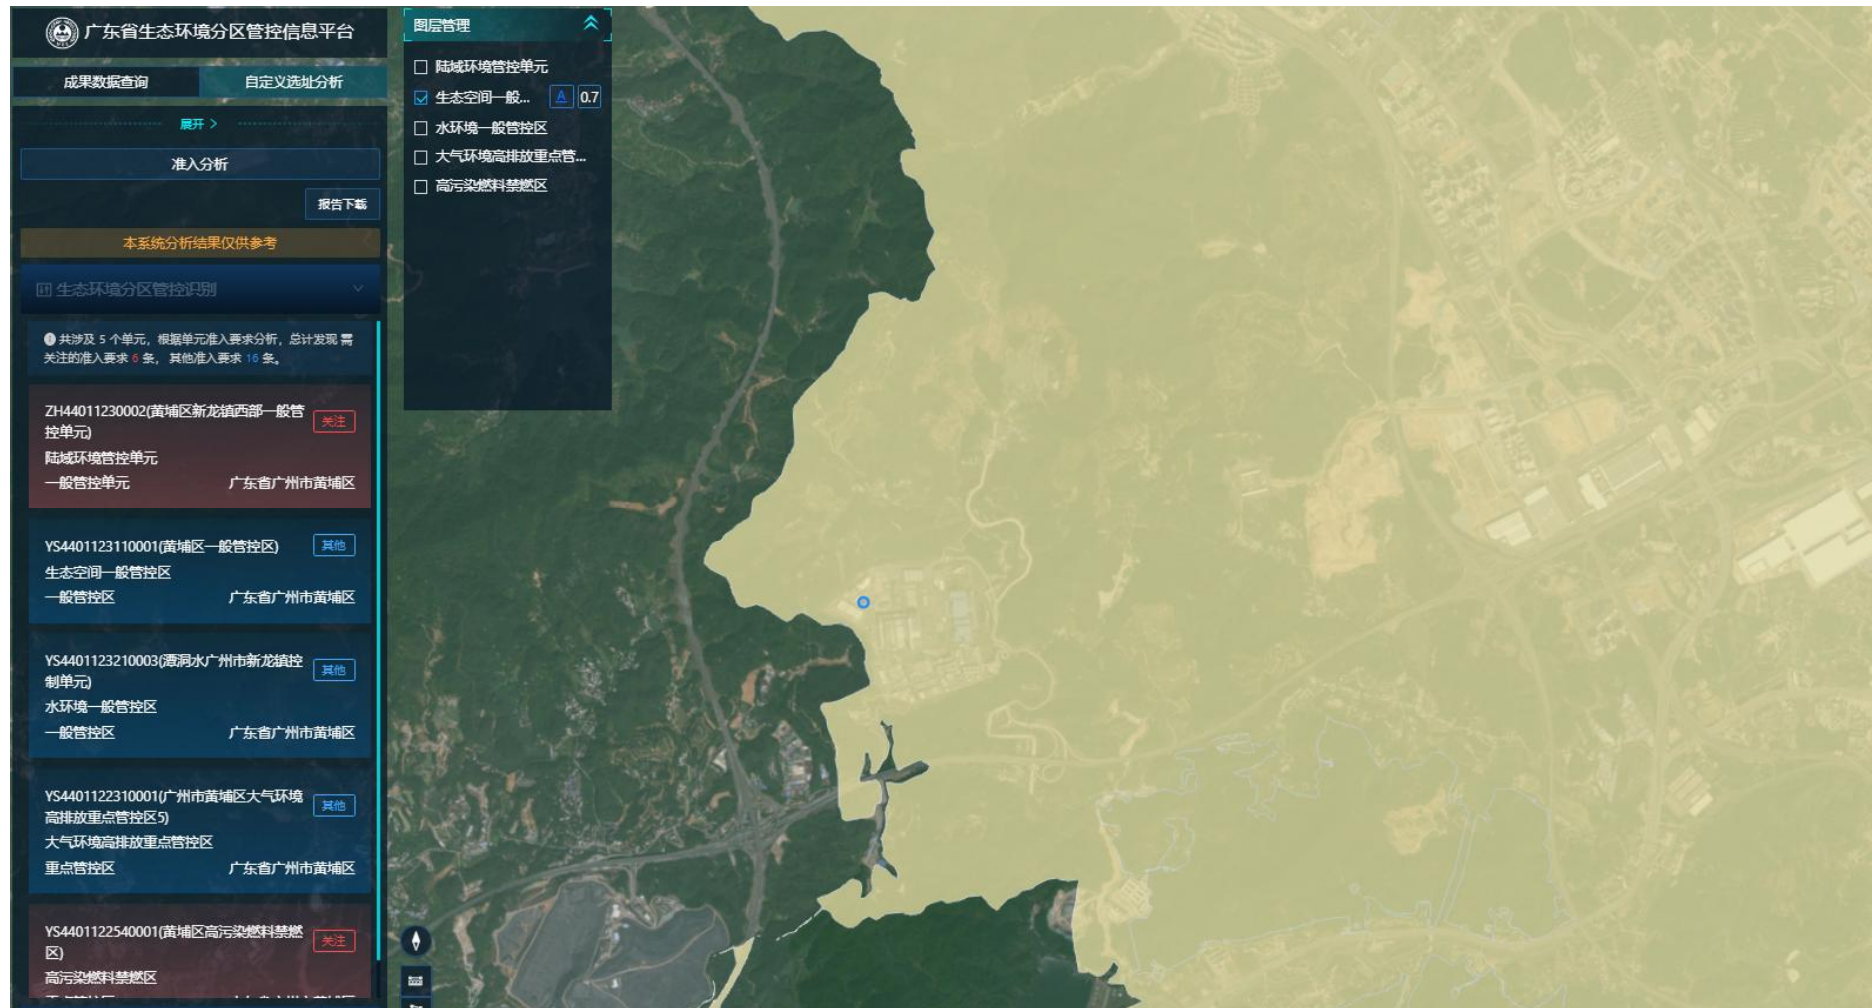 广东省生态环境分区管控信息平台
成果数据查询
自定义选址分析
展开 >
准入分析
报告下载
本系统分析结果仅供参考
生态环境分区管控识别
共涉及 5 个单元，根据单元准入要求分析，总计发现 需
关注的准入要求 6 条， 其他准入要求 16 条。
ZH44011230002(黄埔区新龙镇西部一般管
控单元)
关注
陆域环境管控单元
一般管控单元
广东省广州市黄埔区
YS4401123110001(黄埔区一般管控区)
其他
生态空间一般管控区
一般管控区
广东省广州市黄埔区
YS4401123210003(潭洞水广州市新龙镇控
制单元)
其他
水环境一般管控区
一般管控区
广东省广州市黄埔区
YS4401122310001(广州市黄埔区大气环境
高排放重点管控区5)
其他
大气环境高排放重点管控区
重点管控区
广东省广州市黄埔区
YS4401122540001(黄埔区高污染燃料禁燃
区)
关注
高污染燃料禁燃区
图层管理
陆域环境管控单元
生态空间一般...
A
0.7
水环境一般管控区
大气环境高排放重点管...
高污染燃料禁燃区